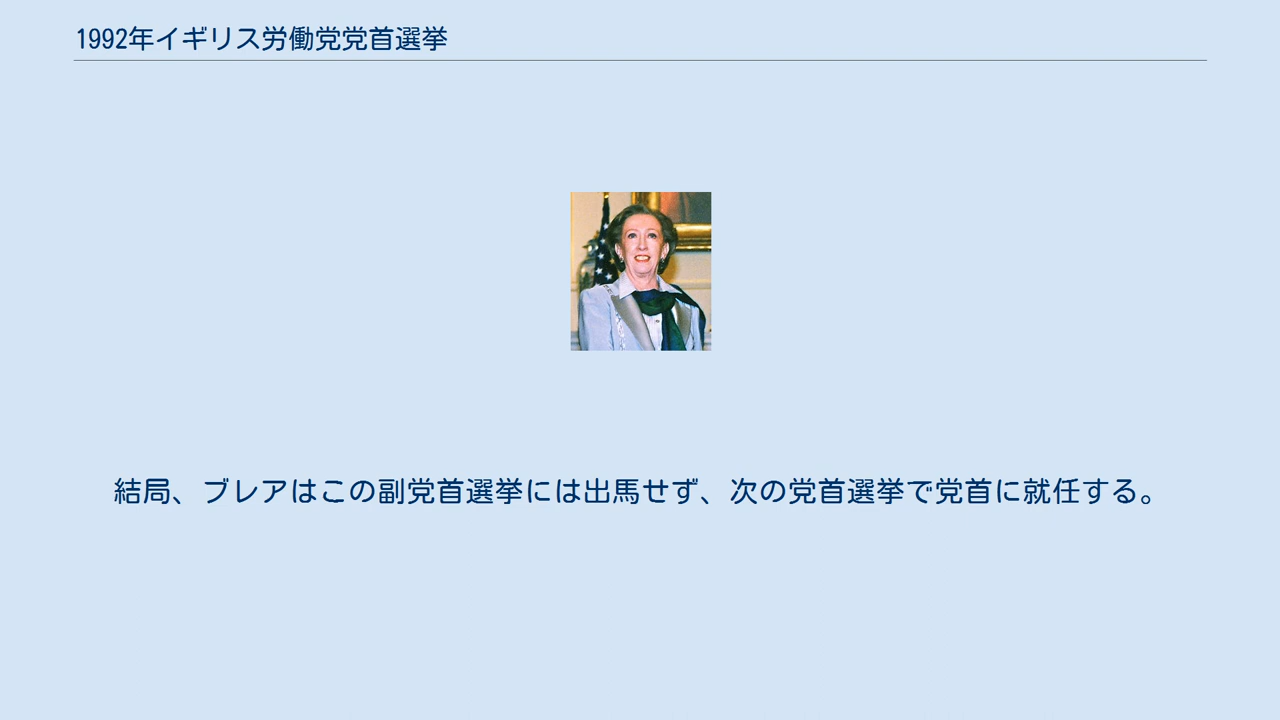 1992年イギリス労働党党首選挙
結局、ブレアはこの副党首選挙には出馬せず、次の党首選挙で党首に就任する。